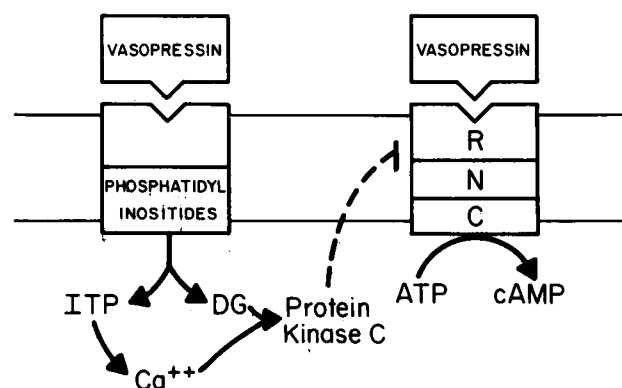 VASOPRESSIN
VASOPRESSIN
R
N
C
PHOSPHATIDYL
INOSITIDES
ITP
DG
Protein
Kinase C
ATP
cAMP
Ca++